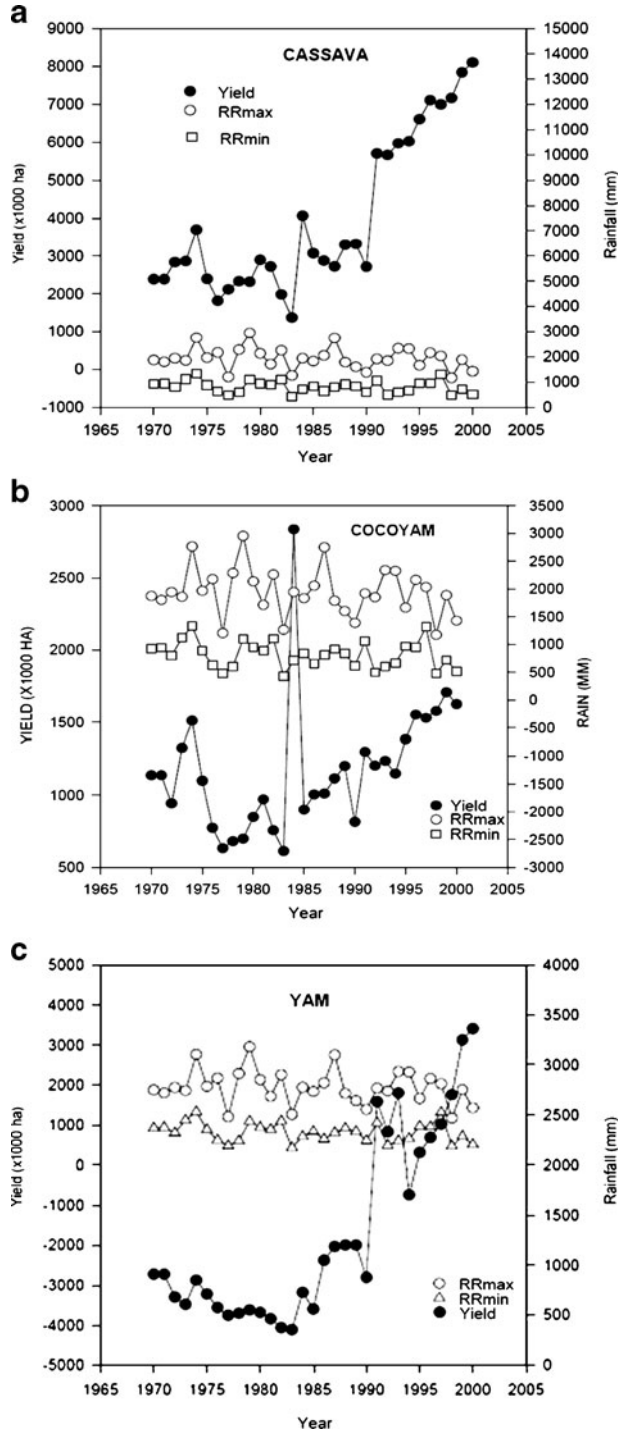 a
CASSAVA
Yield
RRmax
RRmin
Yield (x1000 ha)
9000
8000
7000
6000
5000
4000
3000
2000
1000
0
-1000
Rainfall (mm)
15000
14000
13000
12000
11000
10000
9000
8000
7000
6000
5000
4000
3000
2000
1000
0
1965 1970 1975 1980 1985 1990 1995 2000 2005
Year
b
COCOYAM
YIELD (X1000 HA)
3000
2500
2000
1500
1000
500
RAIN (MM)
3500
3000
2500
2000
1500
1000
500
0
-500
-1000
-1500
-2000
-2500
-3000
Yield
RRmax
RRmin
1965 1970 1975 1980 1985 1990 1995 2000 2005
Year
c
YAM
Yield (x1000 ha)
5000
4000
3000
2000
1000
0
-1000
-2000
-3000
-4000
-5000
Rainfall (mm)
4000
3500
3000
2500
2000
1500
1000
500
0
RRmax
RRmin
Yield
1965 1970 1975 1980 1985 1990 1995 2000 2005
Year